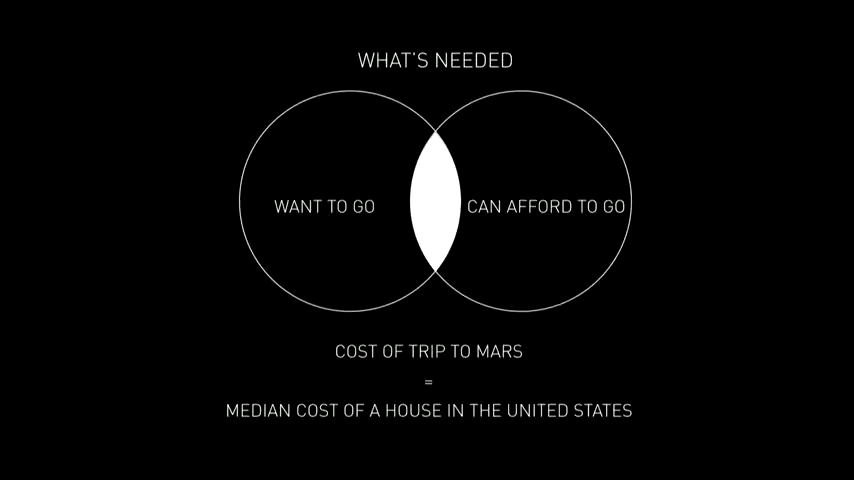 WHAT'S NEEDED
WANT TO GO
CAN AFFORD TO GO
COST OF TRIP TO MARS
=
MEDIAN COST OF A HOUSE IN THE UNITED STATES